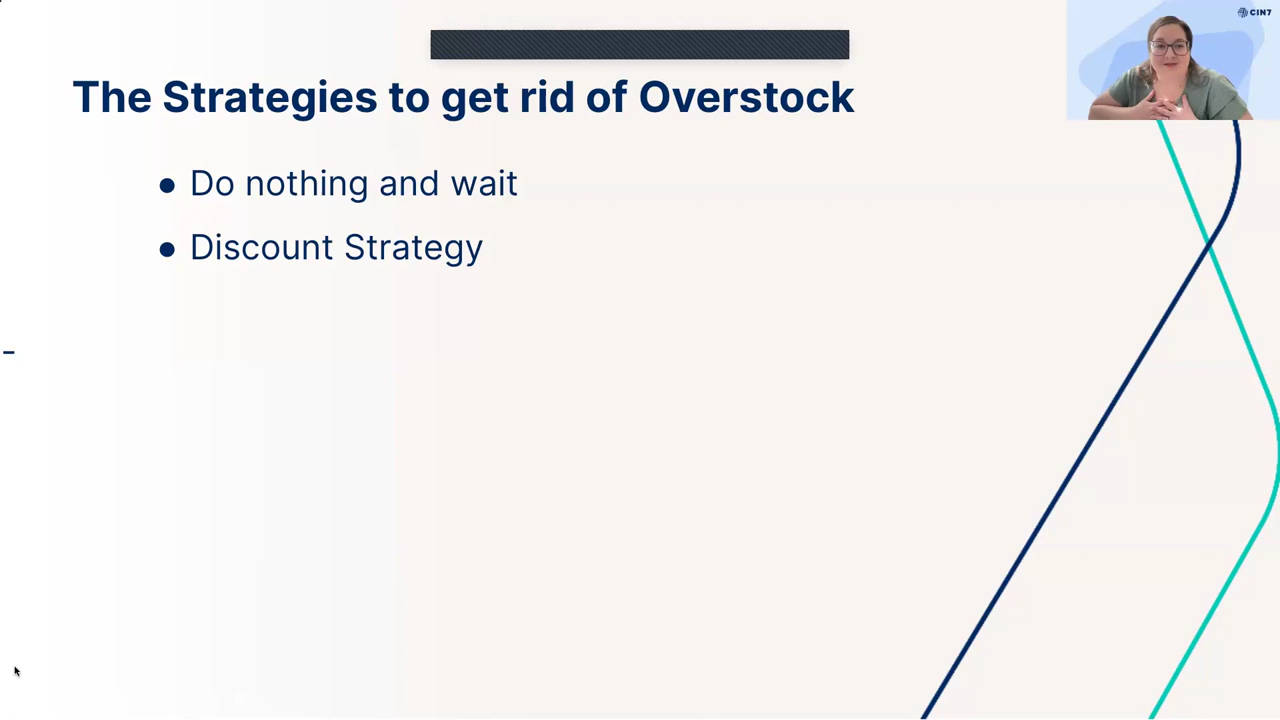 CIN7
The Strategies to get rid of Overstock
● Do nothing and wait
● Discount Strategy
–